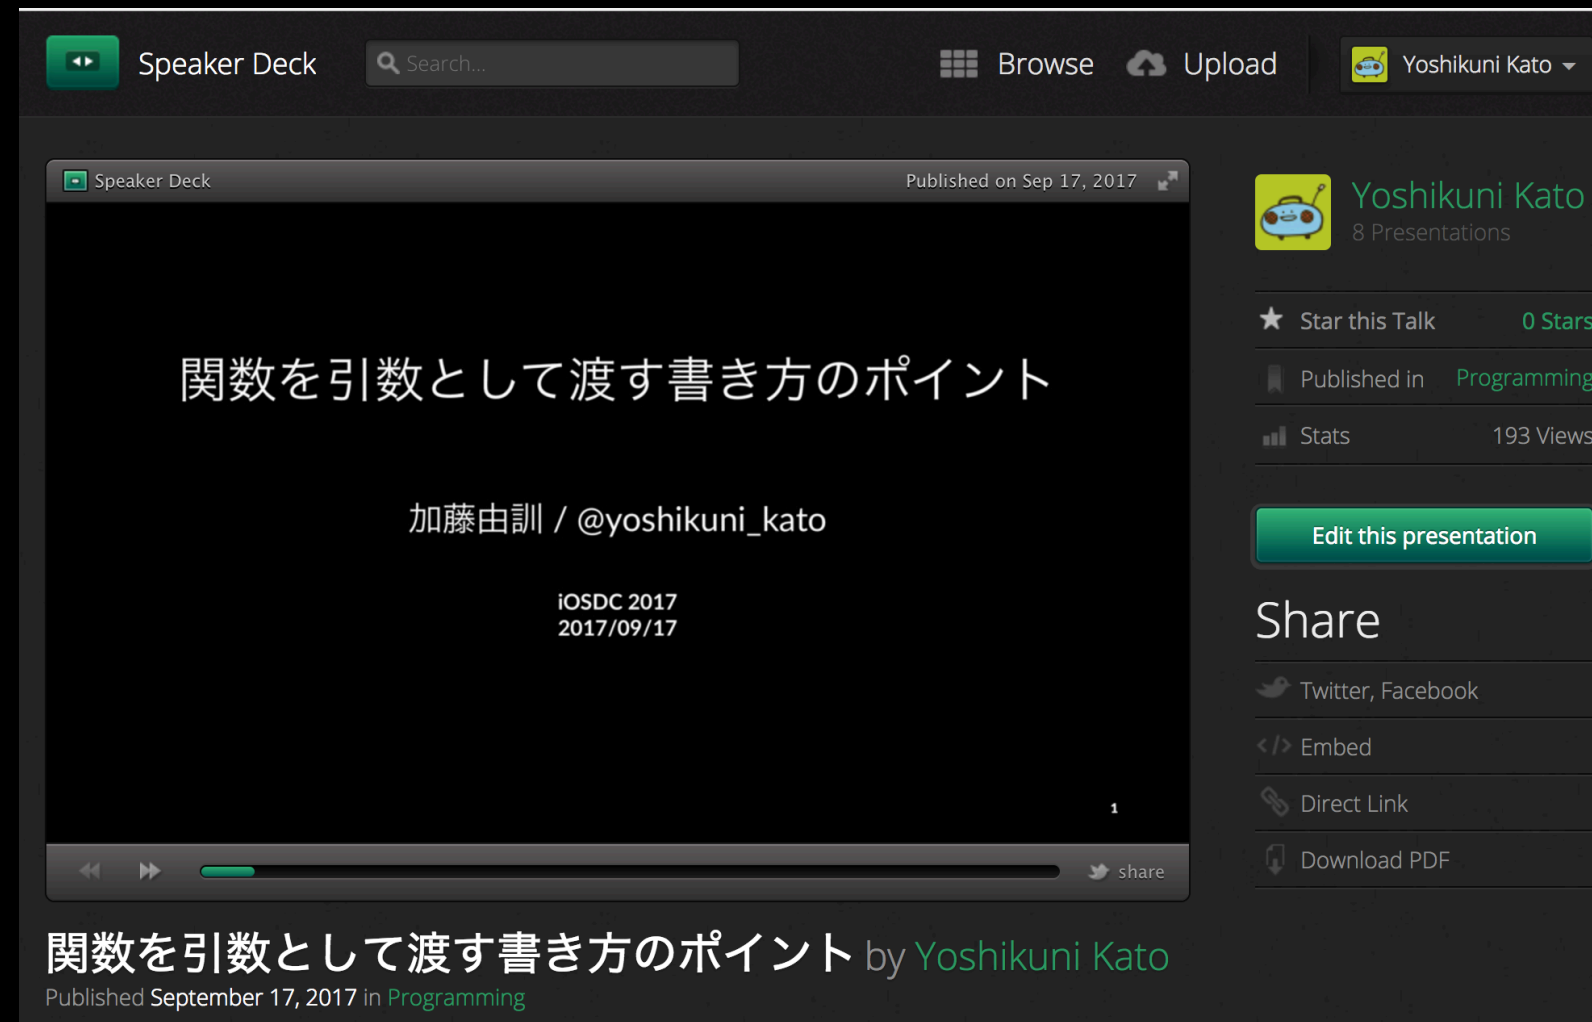 Speaker Deck
Search...
Browse
Upload
Yoshikuni Kato
Speaker Deck
Published on Sep 17, 2017
関数を引数として渡す書き方のポイント
加藤由訓 / @yoshikuni_kato
iOSDC 2017
2017/09/17
1
share
Yoshikuni Kato
8 Presentations
Star this Talk 0 Stars
Published in Programming
Stats 193 Views
Edit this presentation
Share
Twitter, Facebook
Embed
Direct Link
Download PDF
関数を引数として渡す書き方のポイント by Yoshikuni Kato
Published September 17, 2017 in Programming